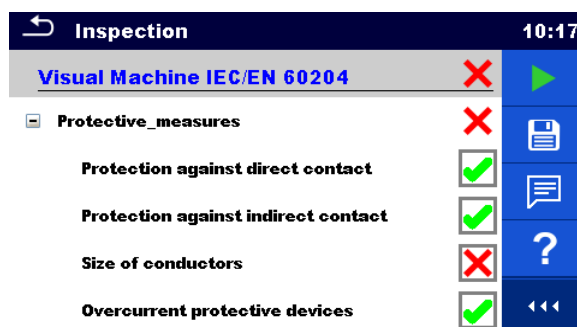 Inspection
10:17
Visual Machine IEC/EN 60204
Protective_measures
Protection against direct contact
Protection against indirect contact
?
Size of conductors
Overcurrent protective devices